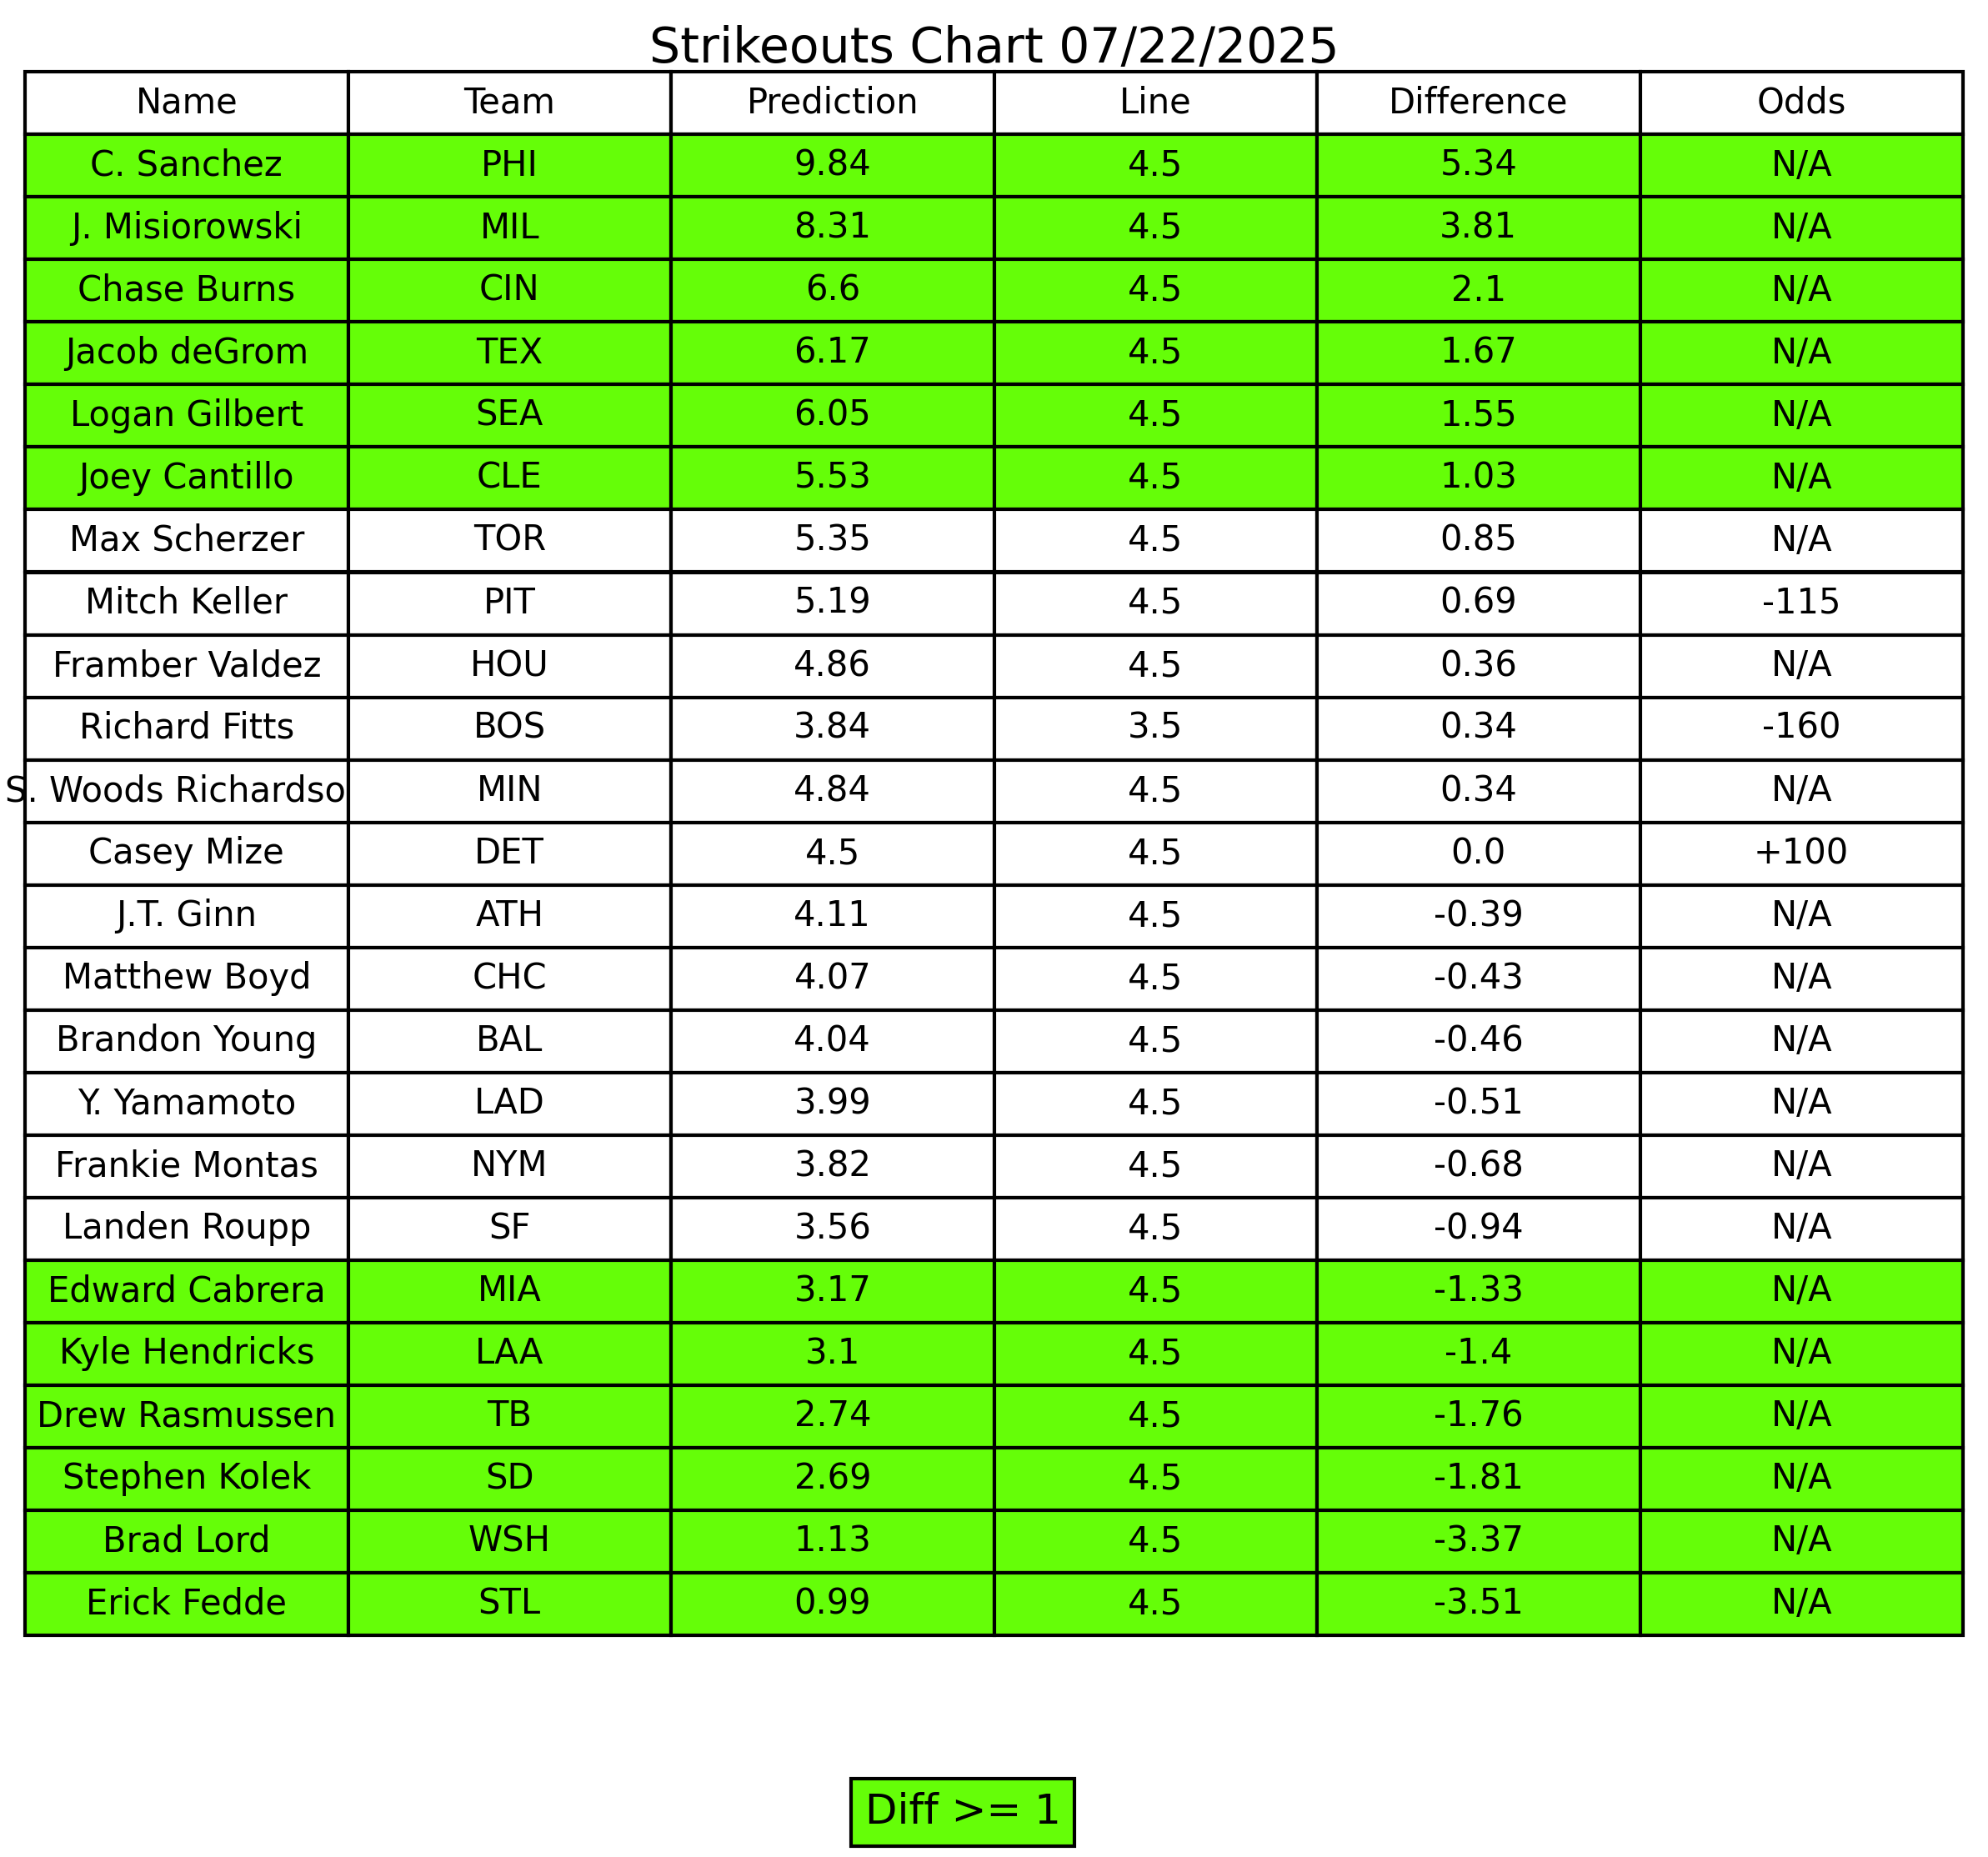 Strikeouts Chart 07/22/2025
Name Team Prediction Line Difference Odds
C. Sanchez PHI 9.84 4.5 5.34 N/A
J. Misiorowski MIL 8.31 4.5 3.81 N/A
Chase Burns CIN 6.6 4.5 2.1 N/A
Jacob deGrom TEX 6.17 4.5 1.67 N/A
Logan Gilbert SEA 6.05 4.5 1.55 N/A
Joey Cantillo CLE 5.53 4.5 1.03 N/A
Max Scherzer TOR 5.35 4.5 0.85 N/A
Mitch Keller PIT 5.19 4.5 0.69 -115
Framber Valdez HOU 4.86 4.5 0.36 N/A
Richard Fitts BOS 3.84 3.5 0.34 -160
S. Woods Richardso MIN 4.84 4.5 0.34 N/A
Casey Mize DET 4.5 4.5 0.0 +100
J.T. Ginn ATH 4.11 4.5 -0.39 N/A
Matthew Boyd CHC 4.07 4.5 -0.43 N/A
Brandon Young BAL 4.04 4.5 -0.46 N/A
Y. Yamamoto LAD 3.99 4.5 -0.51 N/A
Frankie Montas NYM 3.82 4.5 -0.68 N/A
Landen Roupp SF 3.56 4.5 -0.94 N/A
Edward Cabrera MIA 3.17 4.5 -1.33 N/A
Kyle Hendricks LAA 3.1 4.5 -1.4 N/A
Drew Rasmussen TB 2.74 4.5 -1.76 N/A
Stephen Kolek SD 2.69 4.5 -1.81 N/A
Brad Lord WSH 1.13 4.5 -3.37 N/A
Erick Fedde STL 0.99 4.5 -3.51 N/A
Diff >= 1